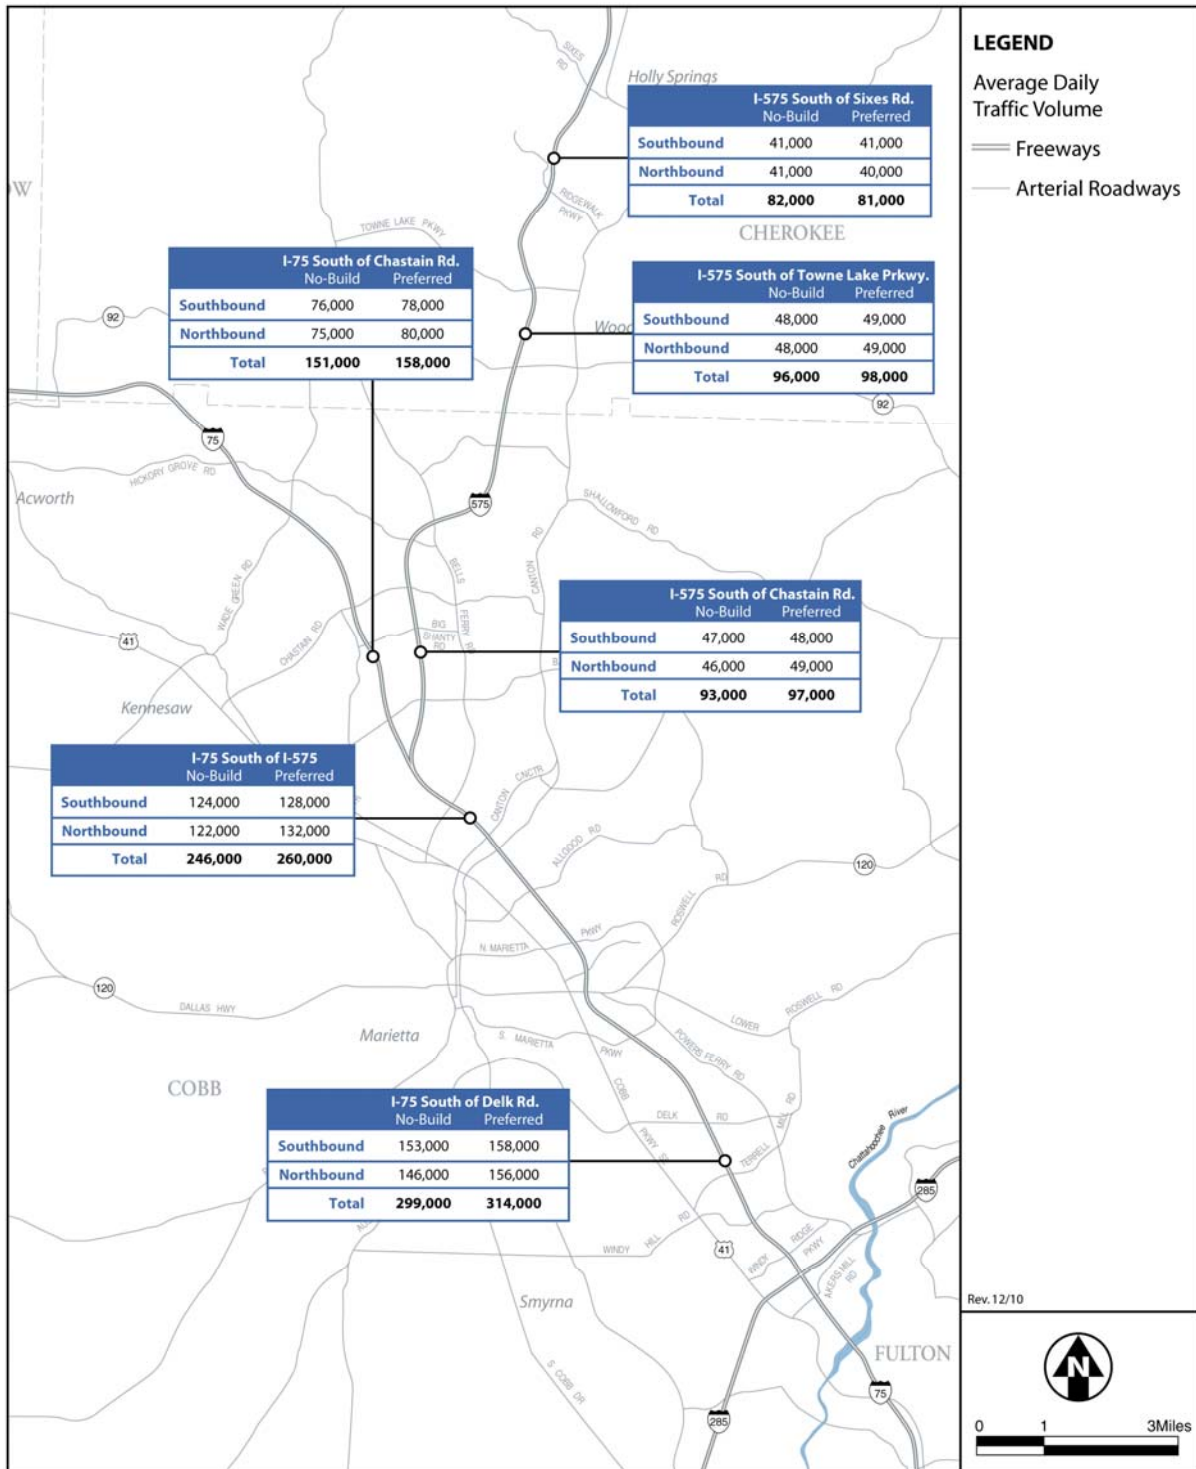 LEGEND
Average Daily
Traffic Volume
Freeways
Arterial Roadways
SIXES
RD
Holly Springs
I-575 South of Sixes Rd.
No-Build Preferred
Southbound 41,000 41,000
Northbound 41,000 40,000
Total 82,000 81,000
RIDGEWALK
PKWY
CHEROKEE
TOWNE LAKE PKWY
I-75 South of Chastain Rd.
No-Build Preferred
Southbound 76,000 78,000
Northbound 75,000 80,000
Total 151,000 158,000
I-575 South of Towne Lake Prkwy.
No-Build Preferred
Southbound 48,000 49,000
Northbound 48,000 49,000
Total 96,000 98,000
92
92
75
HICKORY GROVE RD
Acworth
575
SHALLOWFORD RD
CANTON RD
BELLS FERRY RD
WADE GREEN RD
CHASTAIN RD
BIG
SHANTY
RD
41
Kennesaw
I-575 South of Chastain Rd.
No-Build Preferred
Southbound 47,000 48,000
Northbound 46,000 49,000
Total 93,000 97,000
I-75 South of I-575
No-Build Preferred
Southbound 124,000 128,000
Northbound 122,000 132,000
Total 246,000 260,000
CANTON CNCTR
ALLGOOD RD
120
ROSWELL RD
N. MARIETTA PKWY
120
DALLAS HWY
LOWER ROSWELL RD
Marietta
S. MARIETTA PKWY
POWERS FERRY RD
COBB
COBB PKWY SE
I-75 South of Delk Rd.
No-Build Preferred
Southbound 153,000 158,000
Northbound 146,000 156,000
Total 299,000 314,000
DELK RD
TERRELL MILL RD
Chattahoochee River
285
WINDY HILL RD
41
WINDY RIDGE PKWY
AKERS MILL RD
Smyrna
S COBB DR
FULTON
75
285
Rev. 12/10
N
0 1 3Miles